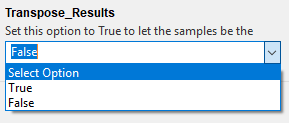 Transpose_Results
Set this option to True to let the samples be the
False
Select Option
True
False